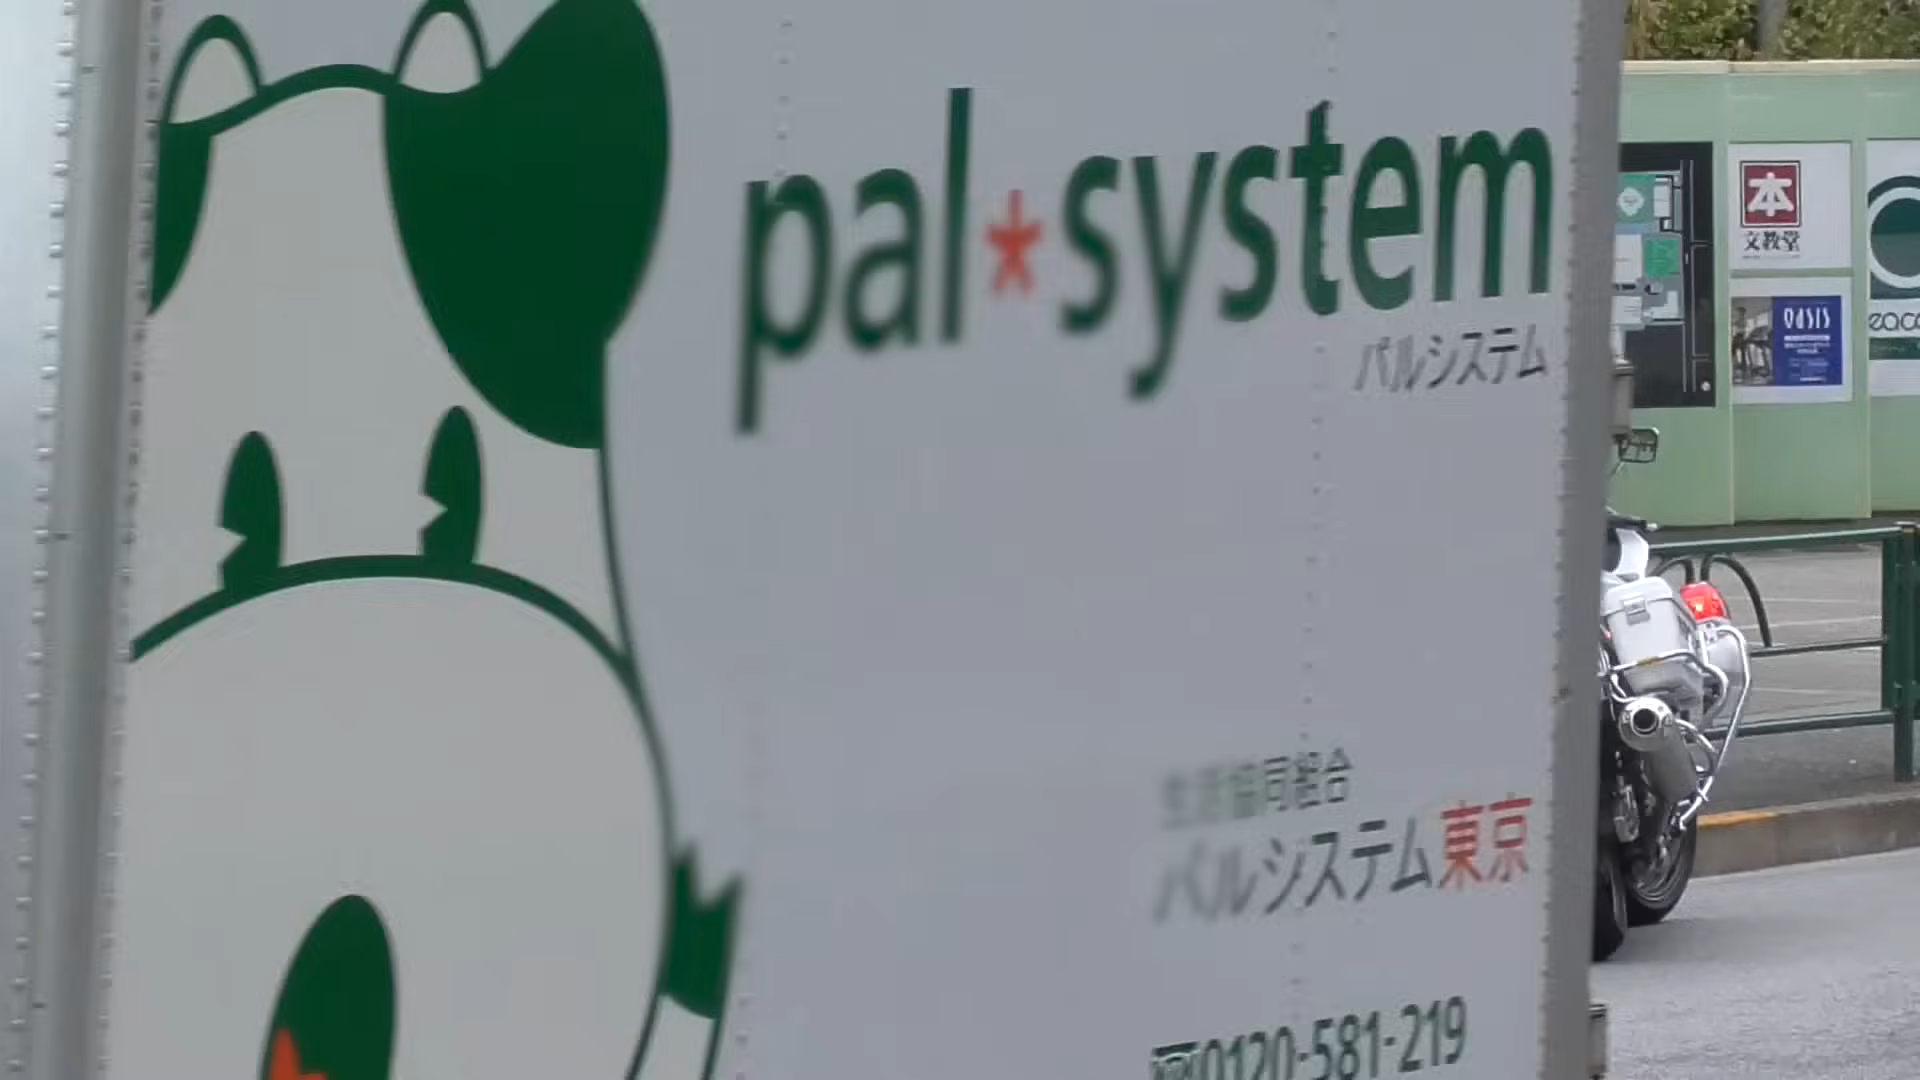 pal*system
パルシステム
生活協同組合
パルシステム東京
0120-581-219
本
文教堂
OASIS